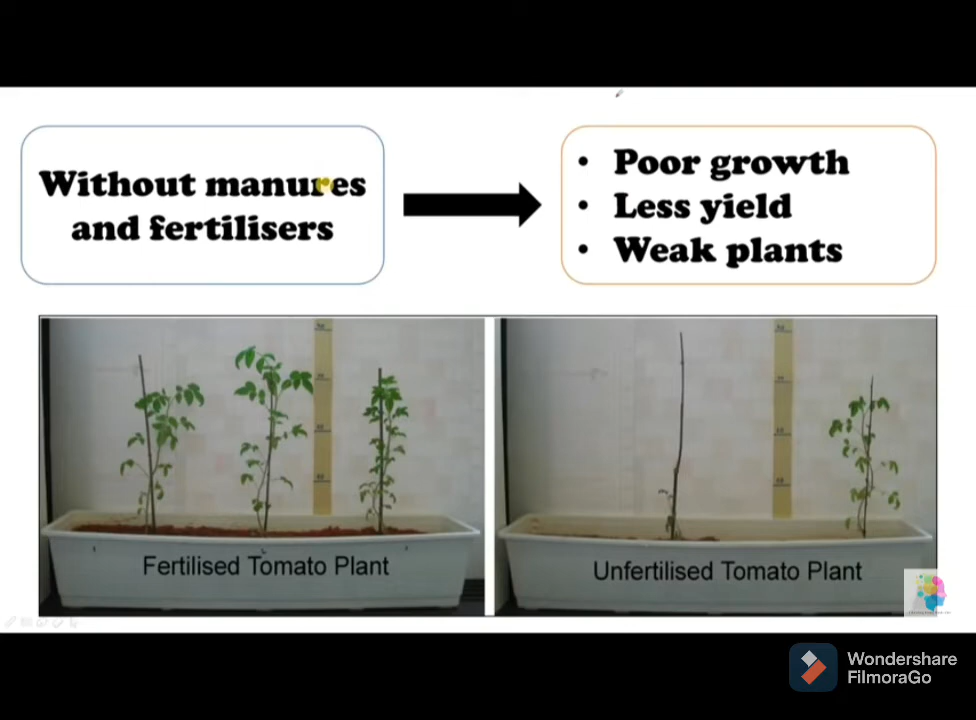 Without manures
and fertilisers
• Poor growth
• Less yield
• Weak plants
Fertilised Tomato Plant
Unfertilised Tomato Plant
Wondershare
FilmoraGo